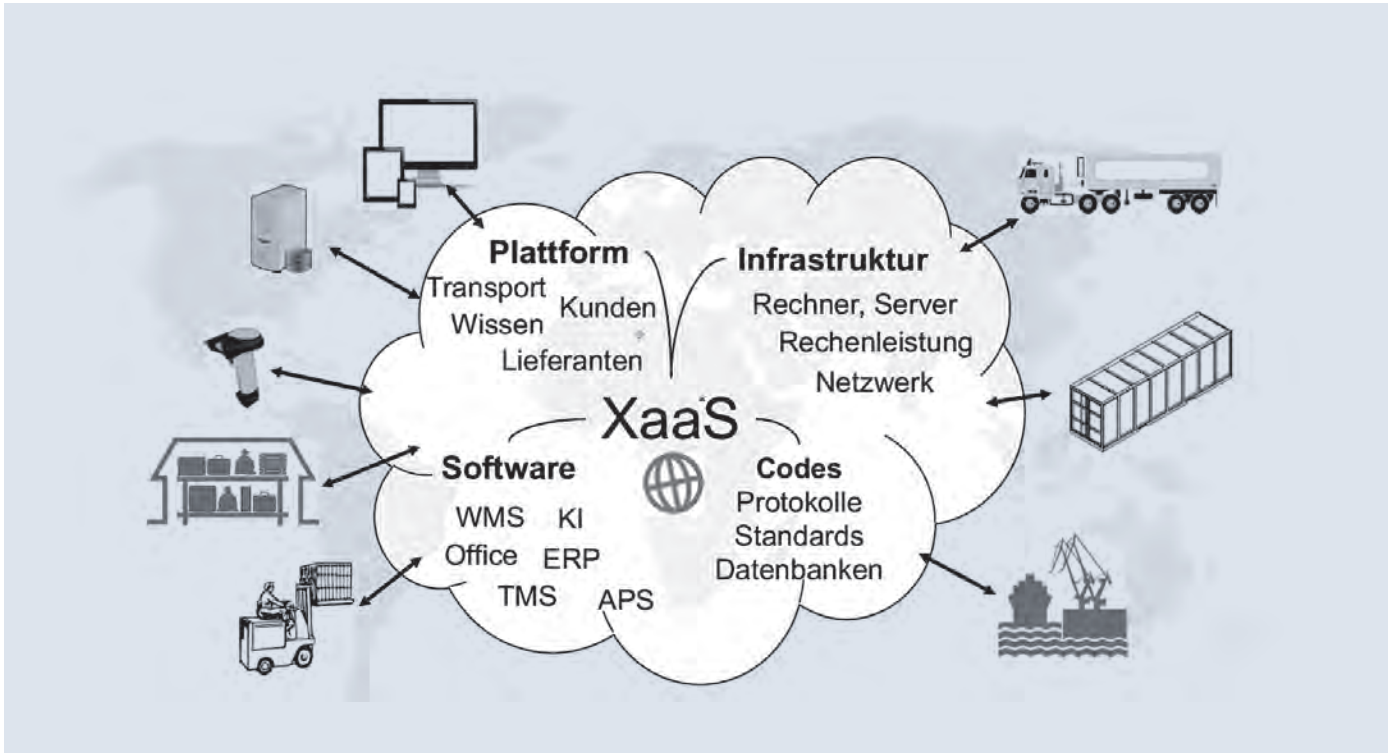 Plattform
Transport
Kunden
Wissen
Lieferanten
Infrastruktur
Rechner, Server
Rechenleistung
Netzwerk
XaaS
Software
WMS KI
Office ERP
TMS APS
Codes
Protokolle
Standards
Datenbanken